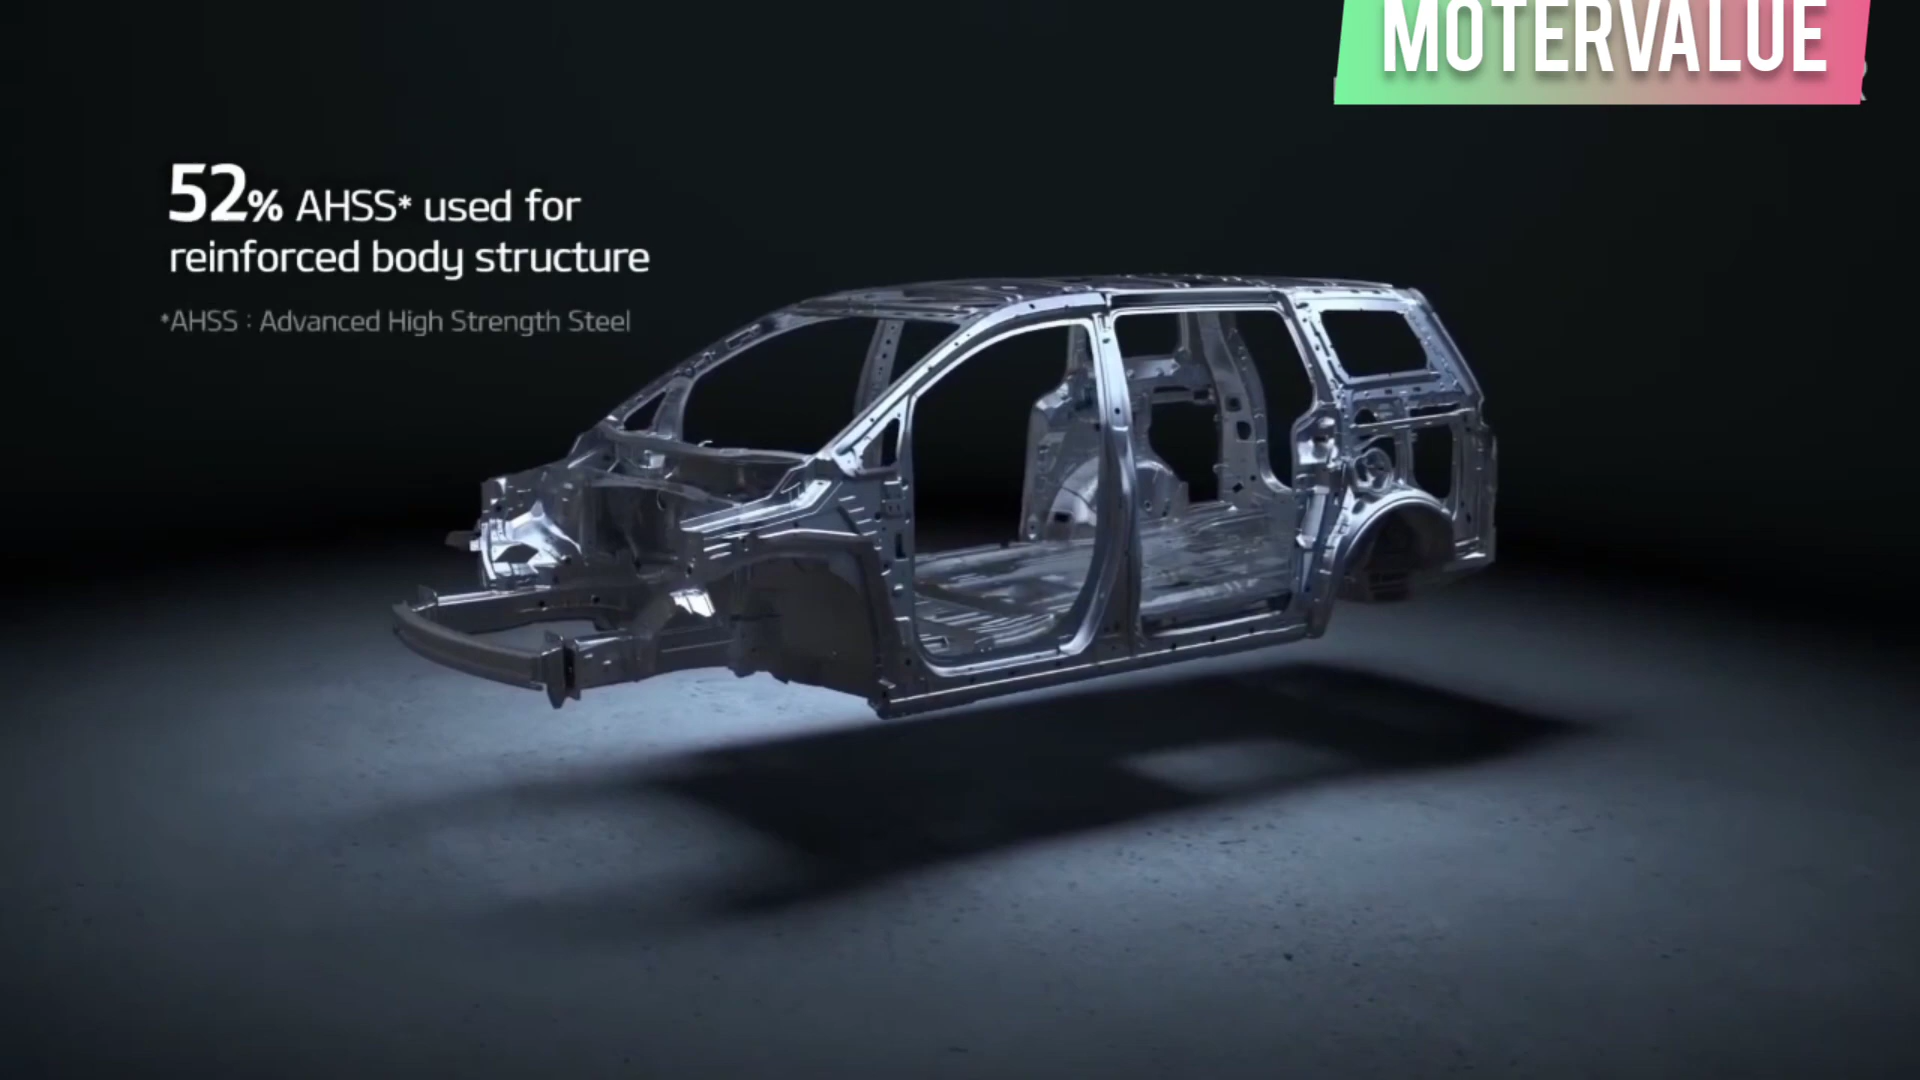 MOTERVALUE
52% AHSS* used for
reinforced body structure
*AHSS : Advanced High Strength Steel